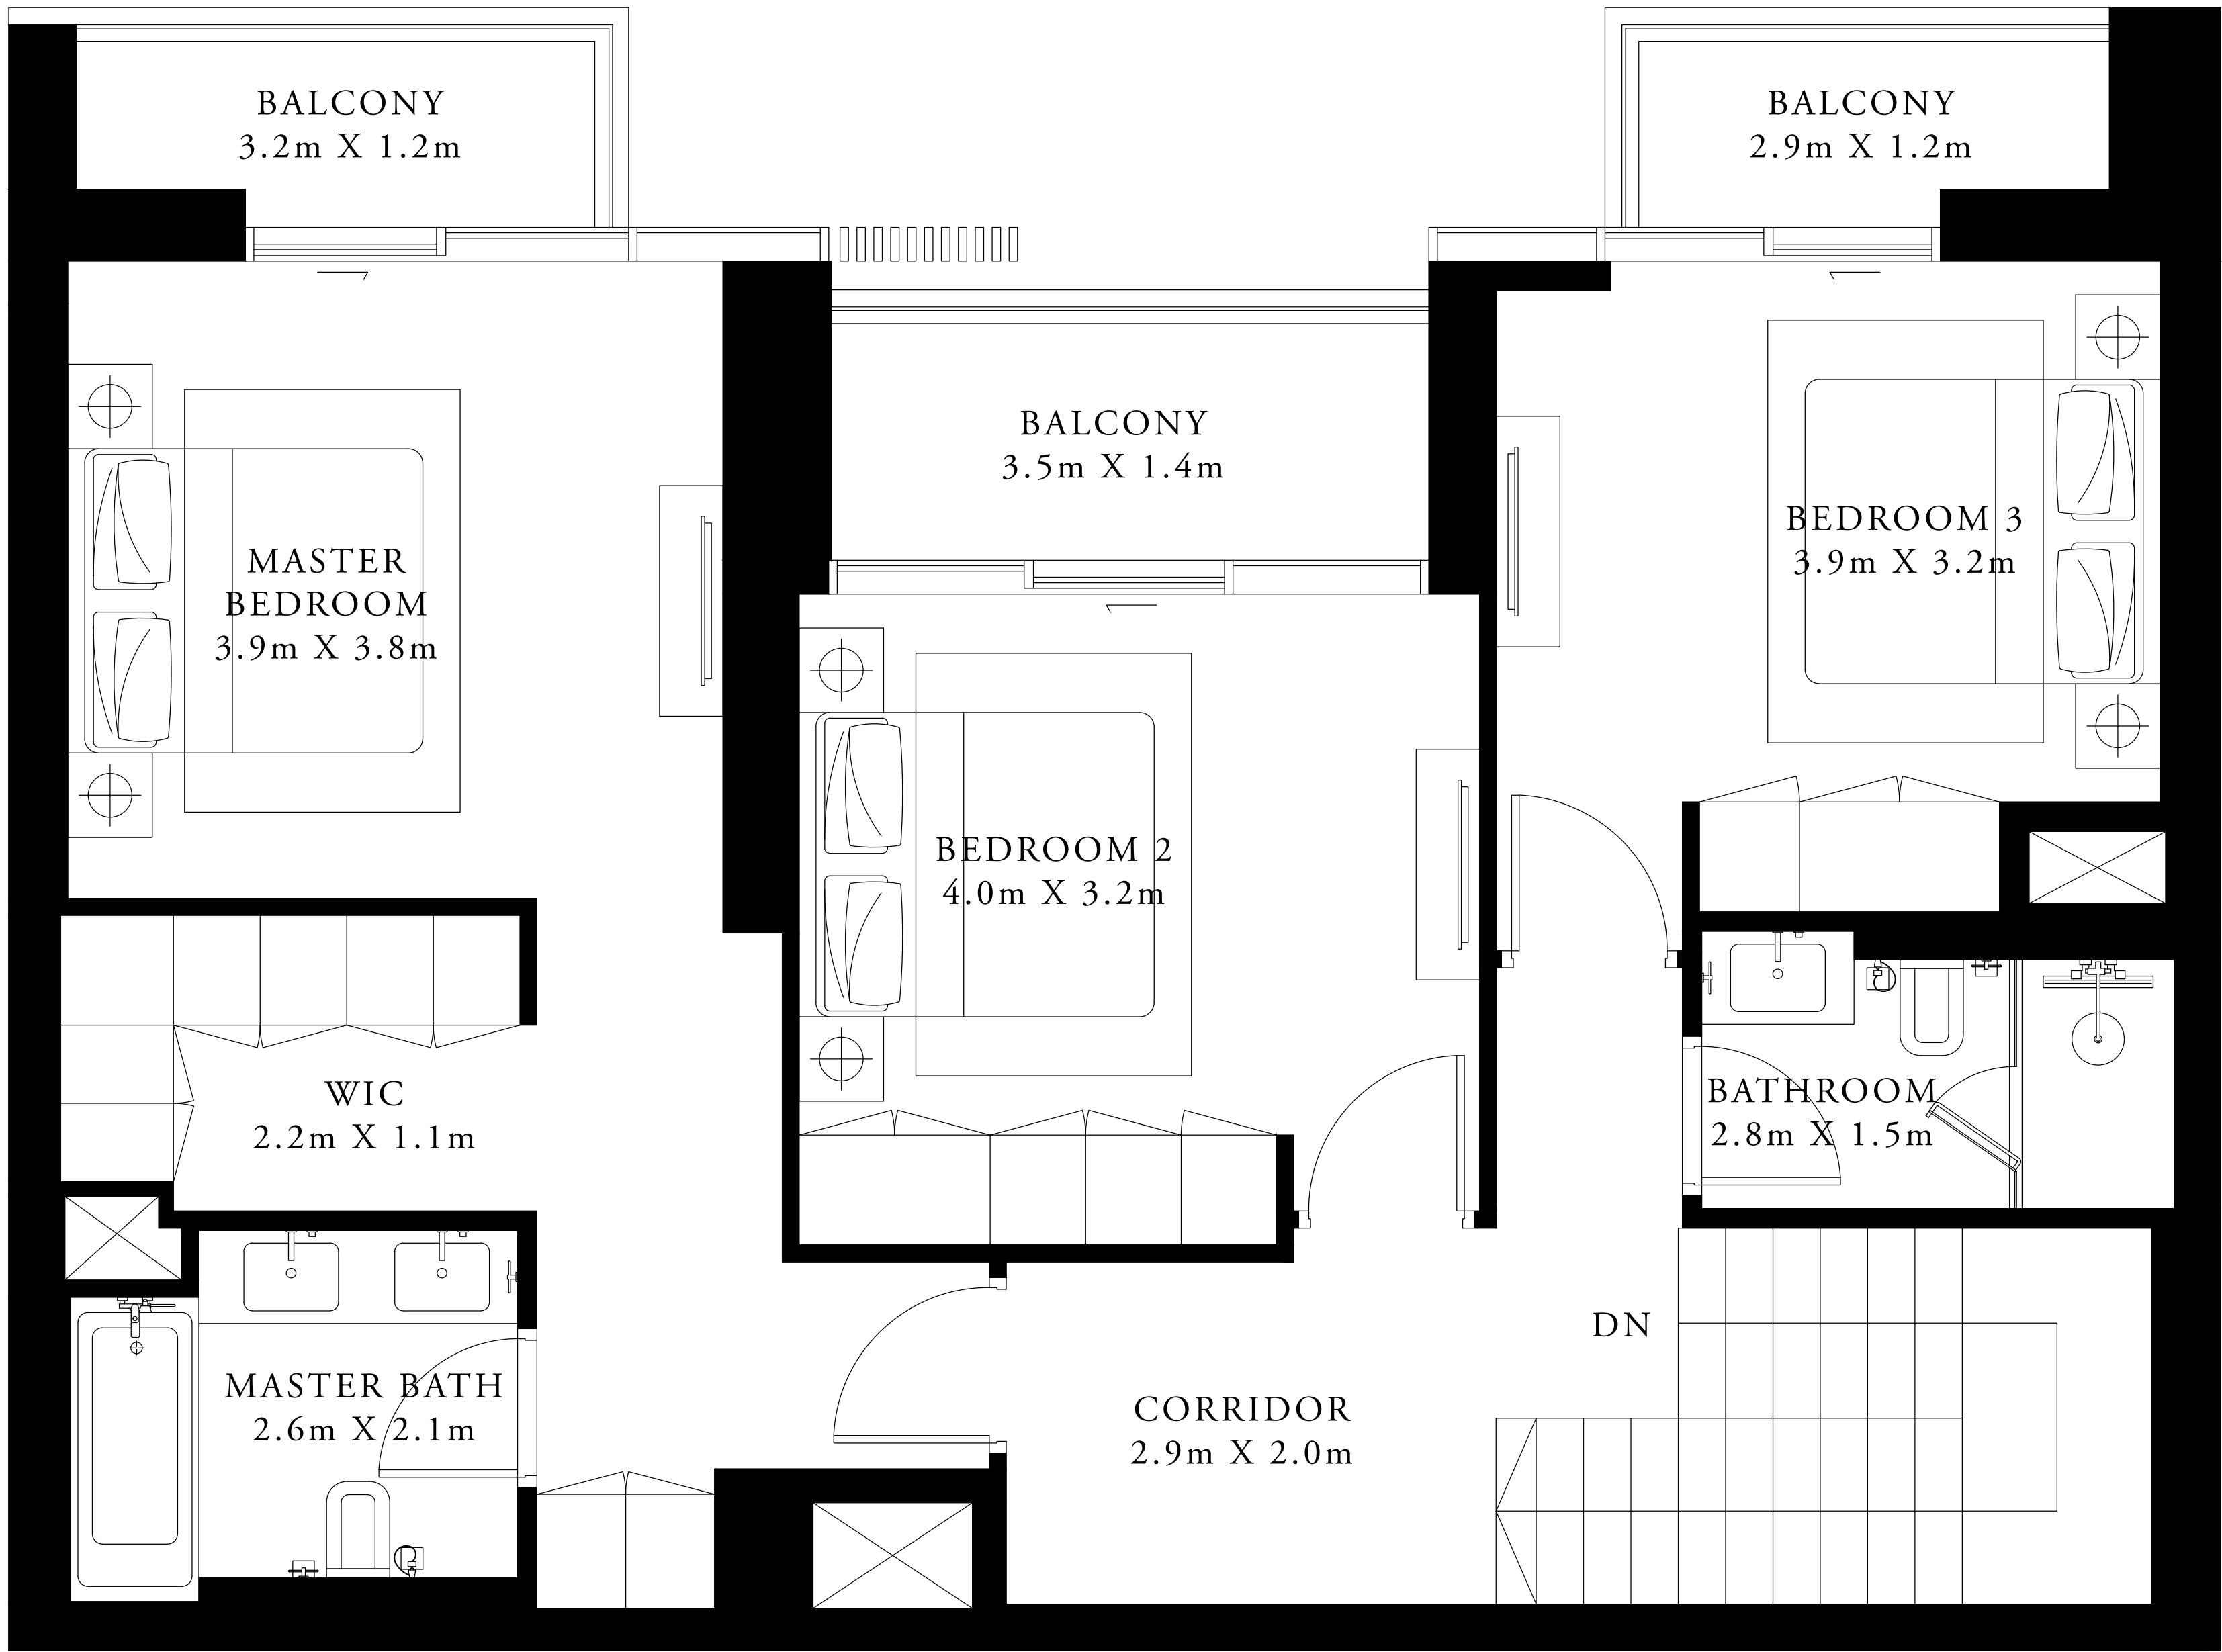 BALCONY
3.2m X 1.2m
BALCONY
2.9m X 1.2m
BALCONY
3.5m X 1.4m
MASTER
BEDROOM
3.9m X 3.8m
BEDROOM 3
3.9m X 3.2m
BEDROOM 2
4.0m X 3.2m
WIC
2.2m X 1.1m
BATHROOM
2.8m X 1.5m
DN
MASTER BATH
2.6m X 2.1m
CORRIDOR
2.9m X 2.0m